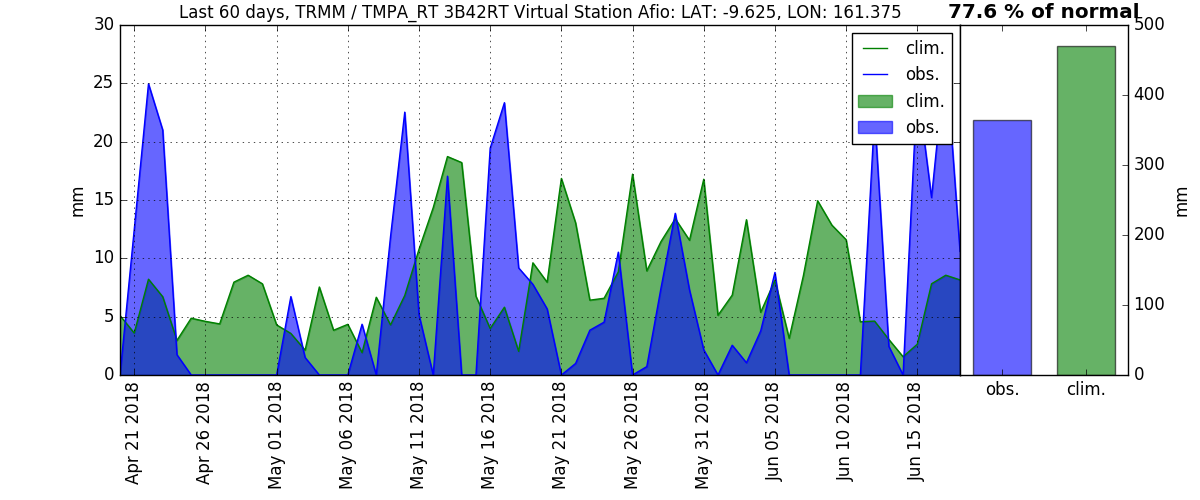 Last 60 days, TRMM / TMPA_RT 3B42RT Virtual Station Afio: LAT: -9.625, LON: 161.375
77.6 % of normal
30
25
20
15
10
5
0
mm
clim.
obs.
clim.
obs.
500
400
300
200
100
0
mm
obs.
clim.
Apr 21 2018
Apr 26 2018
May 01 2018
May 06 2018
May 11 2018
May 16 2018
May 21 2018
May 26 2018
May 31 2018
Jun 05 2018
Jun 10 2018
Jun 15 2018